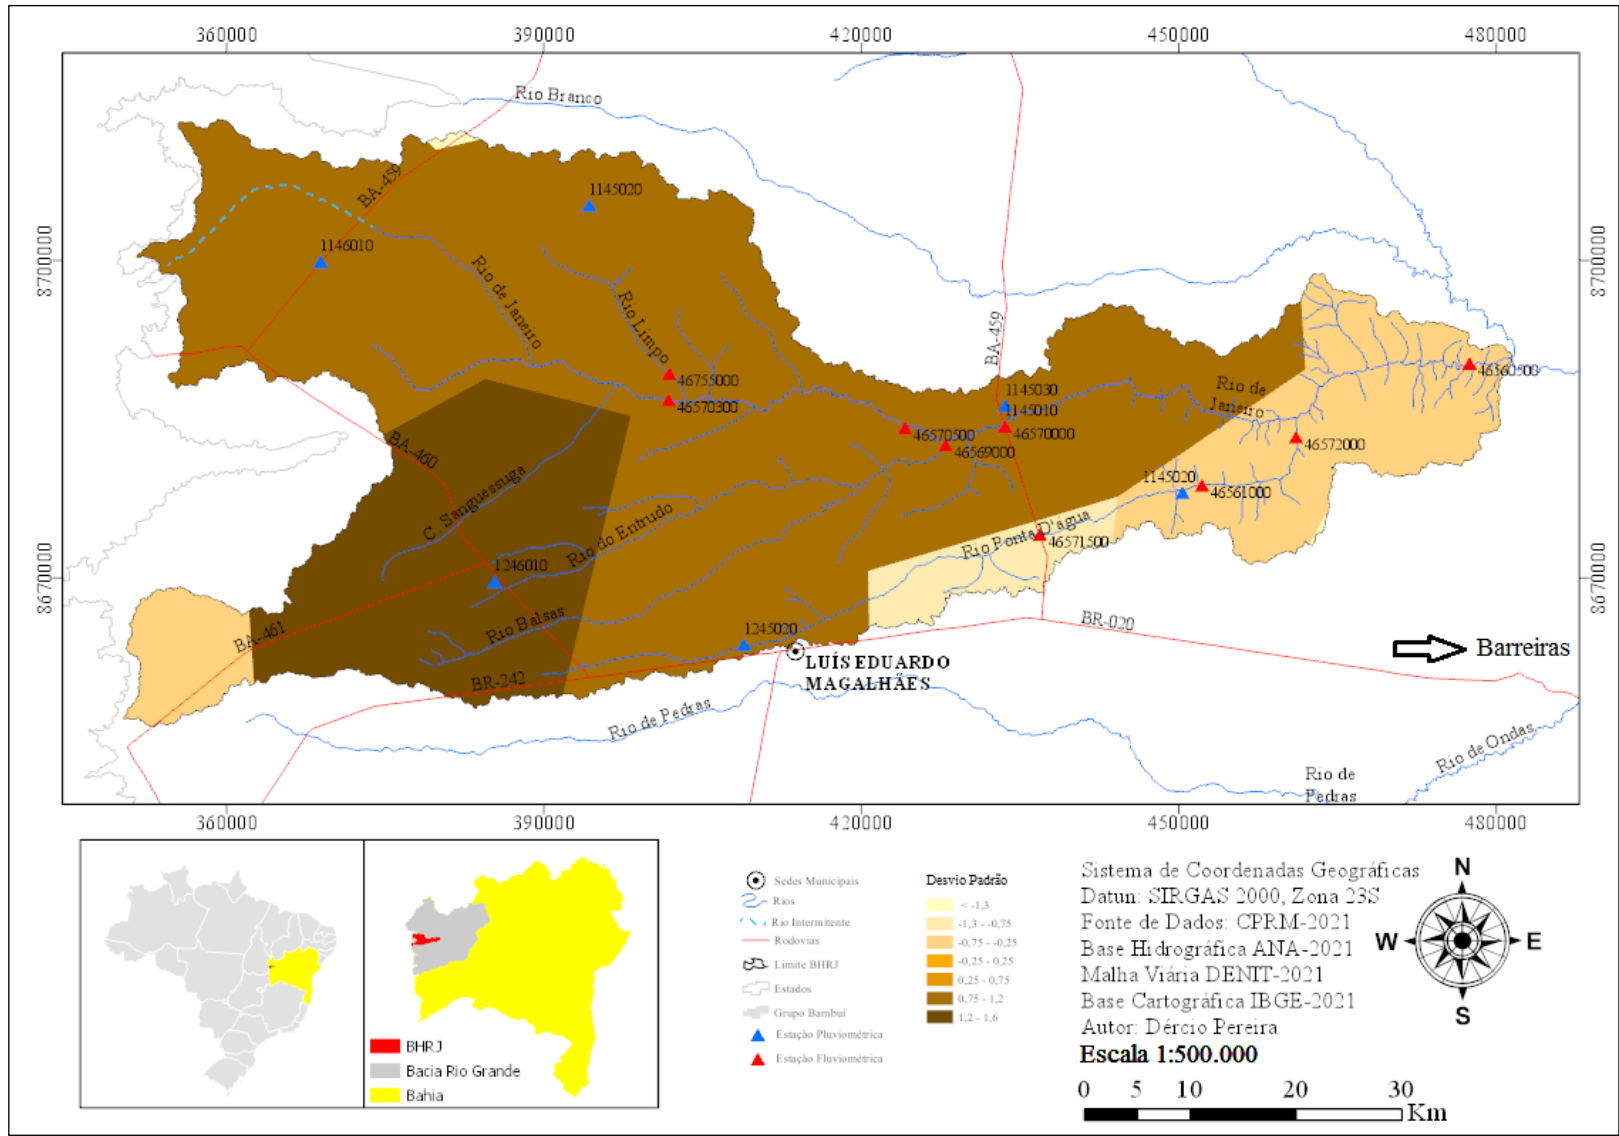 360000
390000
420000
450000
480000
Rio Branco
BA-459
1145020
1146010
8700000
8700000
Rio de Janeiro
Rio Limpo
BA-459
46755000
46570300
1145030
1145010
46570000
46570500
46569000
Rio de
Janeiro
46560500
46572000
BA-460
C. Sanguessuga
1145020
46561000
Rio do Entrudo
Rio Ponta D'água
46571500
1246010
8670000
8670000
Rio Balsas
1245020
BA-461
BR-020
BR-242
LUÍS EDUARDO
MAGALHÃES
Barreiras
Rio de Pedras
Rio de Ondas
Rio de
Pedras
360000
390000
420000
450000
480000
BHRJ
Bacia Rio Grande
Bahia
Sedes Municipais
Rios
Rio Intermitente
Rodovias
Limite BHRJ
Estados
Grupo Bambuí
Estação Pluviométrica
Estação Fluviométrica
Desvio Padrão
< -1,3
-1,3 - -0,75
-0,75 - -0,25
-0,25 - 0,25
0,25 - 0,75
0,75 - 1,2
1,2 - 1,6
Sistema de Coordenadas Geográficas
Datun: SIRGAS 2000, Zona 23S
Fonte de Dados: CPRM-2021
Base Hidrográfica ANA-2021
Malha Viária DENIT-2021
Base Cartográfica IBGE-2021
Autor: Dércio Pereira
Escala 1:500.000
N
W
E
S
0 5 10 20 30
Km